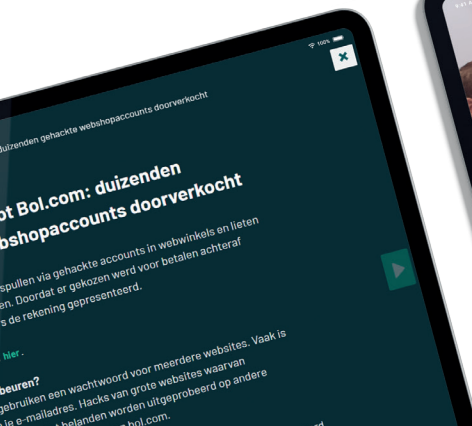 100%
duizenden gehackte webshopaccounts doorverkocht
ot Bol.com: duizenden
bshopaccounts doorverkocht
spullen via gehackte accounts in webwinkels en lieten
en. Doordat er gekozen werd voor betalen achteraf
s de rekening gepresenteerd.
hier.
beuren?
gebruiken een wachtwoord voor meerdere websites. Vaak is
je e-mailadres. Hacks van grote websites waarvan
t belanden worden uitgeprobeerd op andere
bol.com.